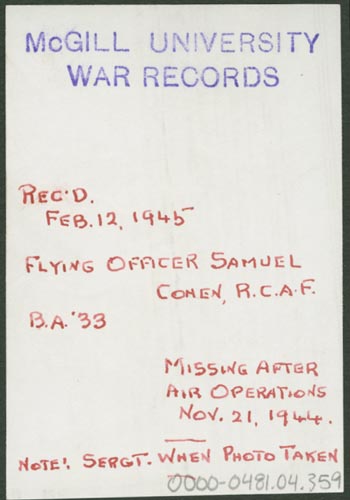 McGILL UNIVERSITY
WAR RECORDS
REC'D.
FEB. 12, 1945
FLYING OFFICER SAMUEL
COHEN, R.C.A.F.
B.A.'33
MISSING AFTER
AIR OPERATIONS
NOV. 21, 1944.
NOTE! SERGT. WHEN PHOTO TAKEN
0000-0481.04.359